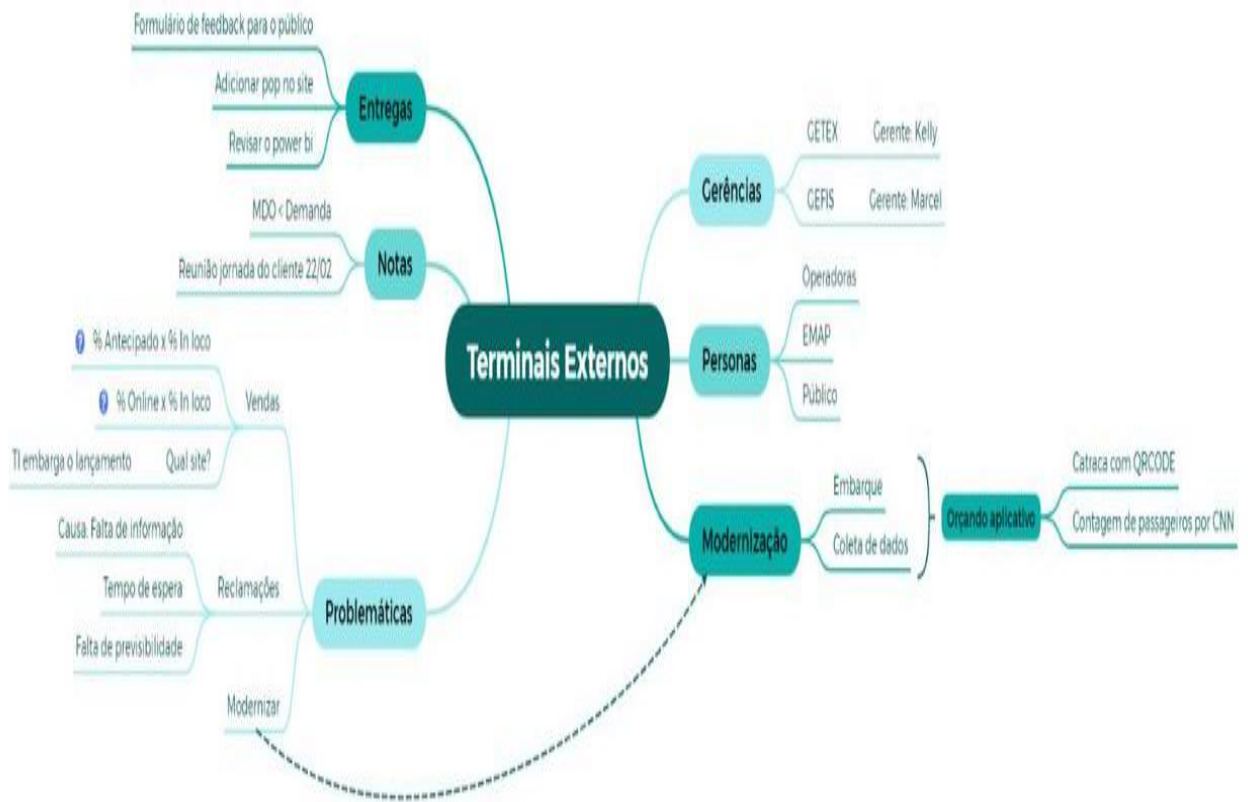 Formulário de feedback para o público
Adicionar pop no site
Revisar o power bi
Entregas
MDO < Demanda
Reunião jornada do cliente 22/02
Notas
% Antecipado x % In loco
% Online x % In loco
TI embarga o lançamento Qual site?
Vendas
Causa: Falta de informação
Tempo de espera
Falta de previsibilidade
Reclamações
Modernizar
Problemáticas
Terminais Externos
Gerências
GETEX Gerente: Kelly
GEFIS Gerente: Marcel
Personas
Operadoras
EMAP
Público
Modernização
Embarque
Coleta de dados
Orçando aplicativo
Catraca com QRCODE
Contagem de passageiros por CNN